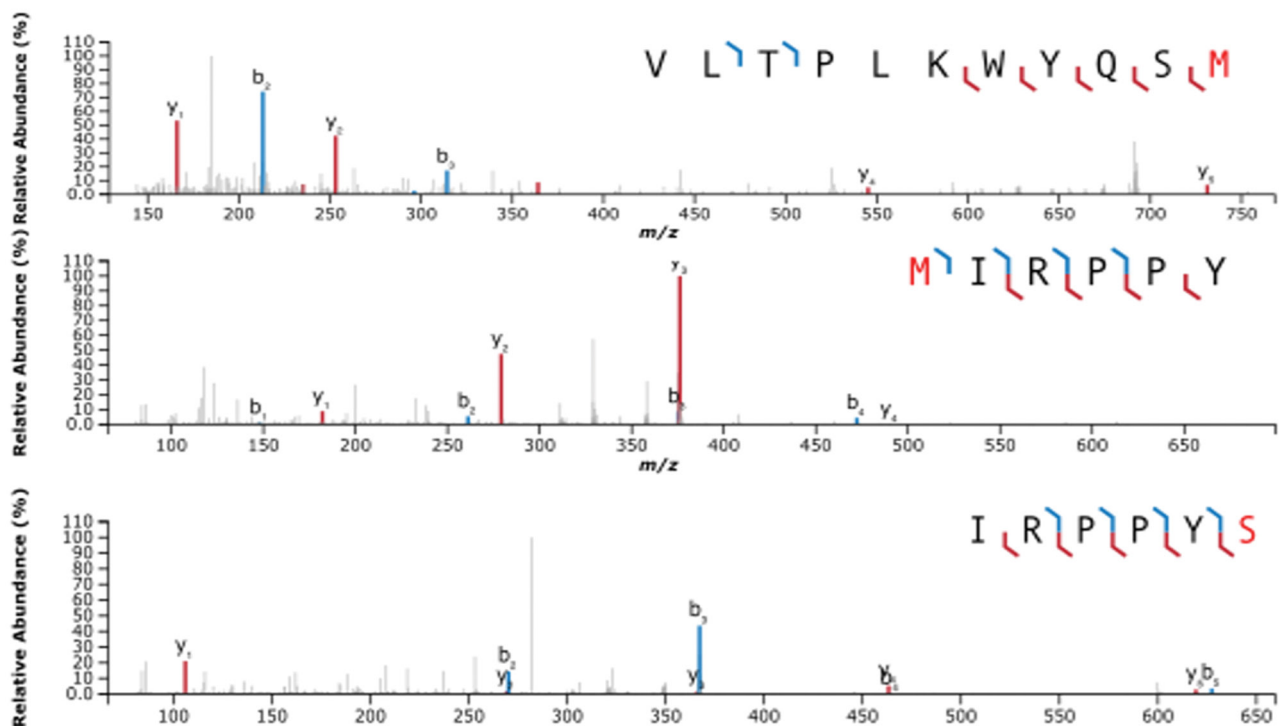 Relative Abundance (%)
110
100
90
80
70
60
50
40
30
20
10
0.0
y₁
b₂
y₂
b₃
y₄
y₅
V L T P L K W Y Q S M
150 200 250 300 350 400 450 500 550 600 650 700 750
m/z
Relative Abundance (%)
110
100
90
80
70
60
50
40
30
20
10
0.0
b₁
y₁
b₂
y₂
y₃
b₃
b₄
y₄
M I R P P Y
100 150 200 250 300 350 400 450 500 550 600 650
m/z
Relative Abundance (%)
110
100
90
80
70
60
50
40
30
20
10
0.0
y₁
b₂
b₃
y₅
b₅
I R P P Y S
100 150 200 250 300 350 400 450 500 550 600 650